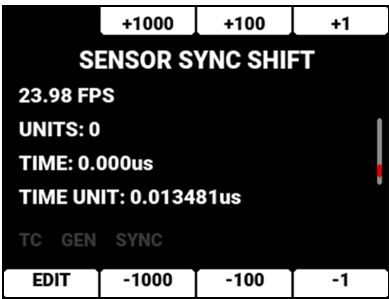 +1000 +100 +1
SENSOR SYNC SHIFT
23.98 FPS
UNITS: 0
TIME: 0.000us
TIME UNIT: 0.013481us
TC GEN SYNC
EDIT -1000 -100 -1